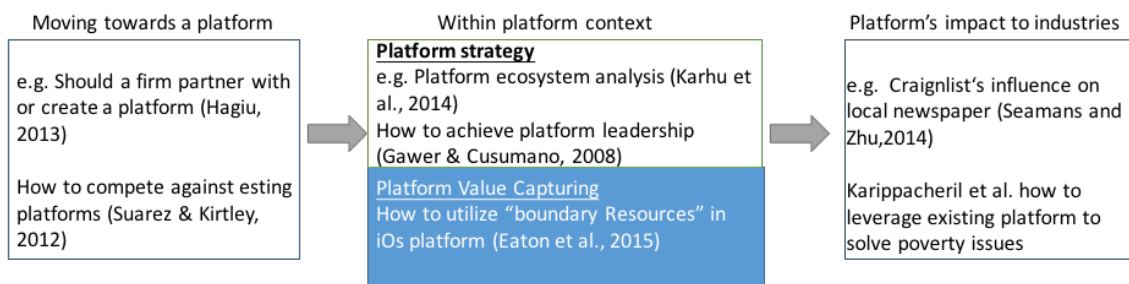 Moving towards a platform
e.g. Should a firm partner with
or create a platform (Hagiu,
2013)
How to compete against esting
platforms (Suarez & Kirtley,
2012)
Within platform context
Platform strategy
e.g. Platform ecosystem analysis (Karhu et
al., 2014)
How to achieve platform leadership
(Gawer & Cusumano, 2008)
Platform Value Capturing
How to utilize “boundary Resources” in
iOs platform (Eaton et al., 2015)
Platform’s impact to industries
e.g. Craignlist‘s influence on
local newspaper (Seamans and
Zhu,2014)
Karippacheril et al. how to
leverage existing platform to
solve poverty issues